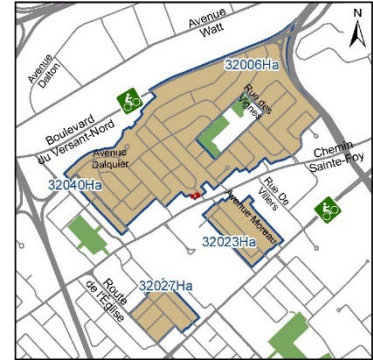 Avenue
Watt
N
Avenue
Dalton
32006Ha
Rue des
Vignes
Boulevard
du Versant-Nord
Avenue
Dalquier
Chemin
Sainte-Foy
32040Ha
Rue De
Villers
Avenue Moreau
32023Ha
32027Ha
Route
de l'Église